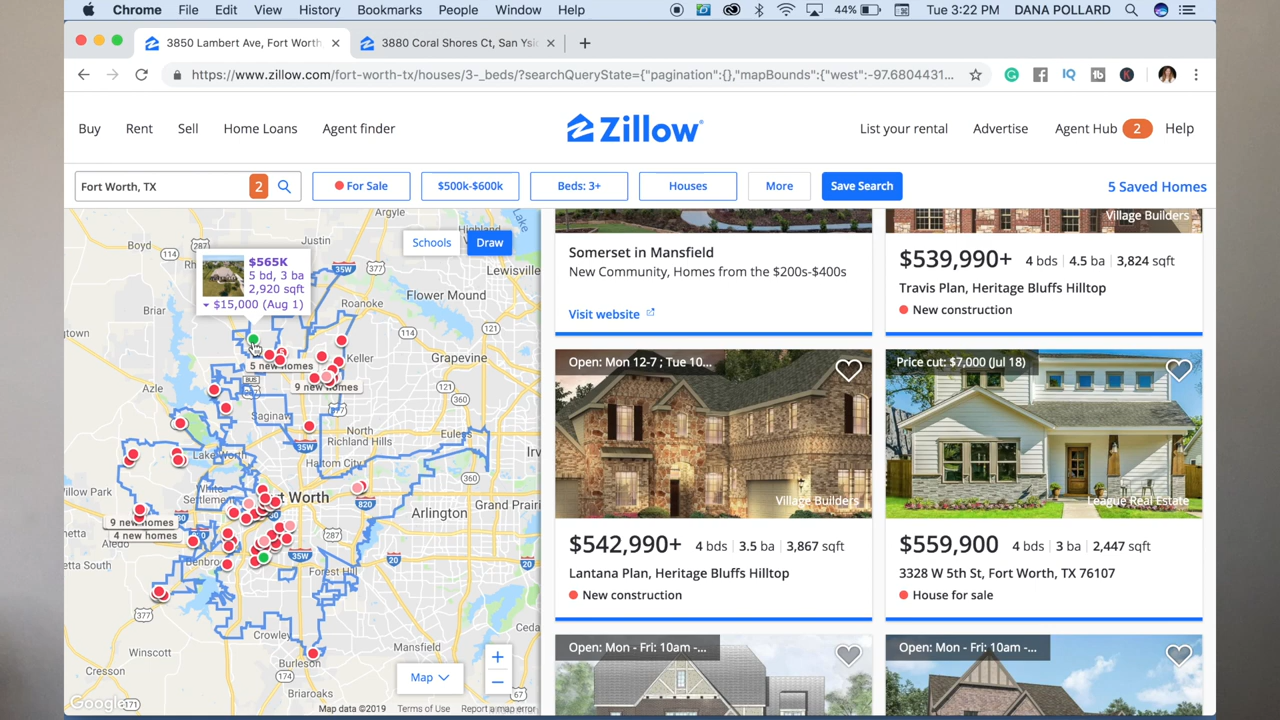 Chrome File Edit View History Bookmarks People Window Help 44% Tue 3:22 PM DANA POLLARD
3850 Lambert Ave, Fort Worth
3880 Coral Shores Ct, San Ysi
https://www.zillow.com/fort-worth-tx/houses/3-_beds/?searchQueryState={"pagination":{},"mapBounds":{"west":-97.6804431...
Buy Rent Sell Home Loans Agent finder
Zillow
List your rental Advertise Agent Hub 2 Help
Fort Worth, TX 2
For Sale
$500k-$600k
Beds: 3+
Houses
More
Save Search
5 Saved Homes
Schools
Draw
$565K
5 bd, 3 ba
2,920 sqft
$15,000 (Aug 1)
Argyle
Boyd
Justin
Lewisville
Flower Mound
Roanoke
Briar
Keller
Grapevine
5 new homes
9 new homes
Azle
Saginaw
North
Richland Hills
Euless
Lake Worth
Haltom City
White
Settlement
Arlington
Grand Prairi
9 new homes
4 new homes
Aledo
Forest Hill
Crowley
Mansfield
Winscott
Burleson
Cresson
Briaroaks
Map
Google
Map data ©2019 Terms of Use Report a map error
Somerset in Mansfield
New Community, Homes from the $200s-$400s
Visit website
Village Builders
$539,990+ 4 bds 4.5 ba 3,824 sqft
Travis Plan, Heritage Bluffs Hilltop
New construction
Open: Mon 12-7 ; Tue 10...
Village Builders
$542,990+ 4 bds 3.5 ba 3,867 sqft
Lantana Plan, Heritage Bluffs Hilltop
New construction
Price cut: $7,000 (Jul 18)
League Real Estate
$559,900 4 bds 3 ba 2,447 sqft
3328 W 5th St, Fort Worth, TX 76107
House for sale
Open: Mon - Fri: 10am -...
Open: Mon - Fri: 10am -...